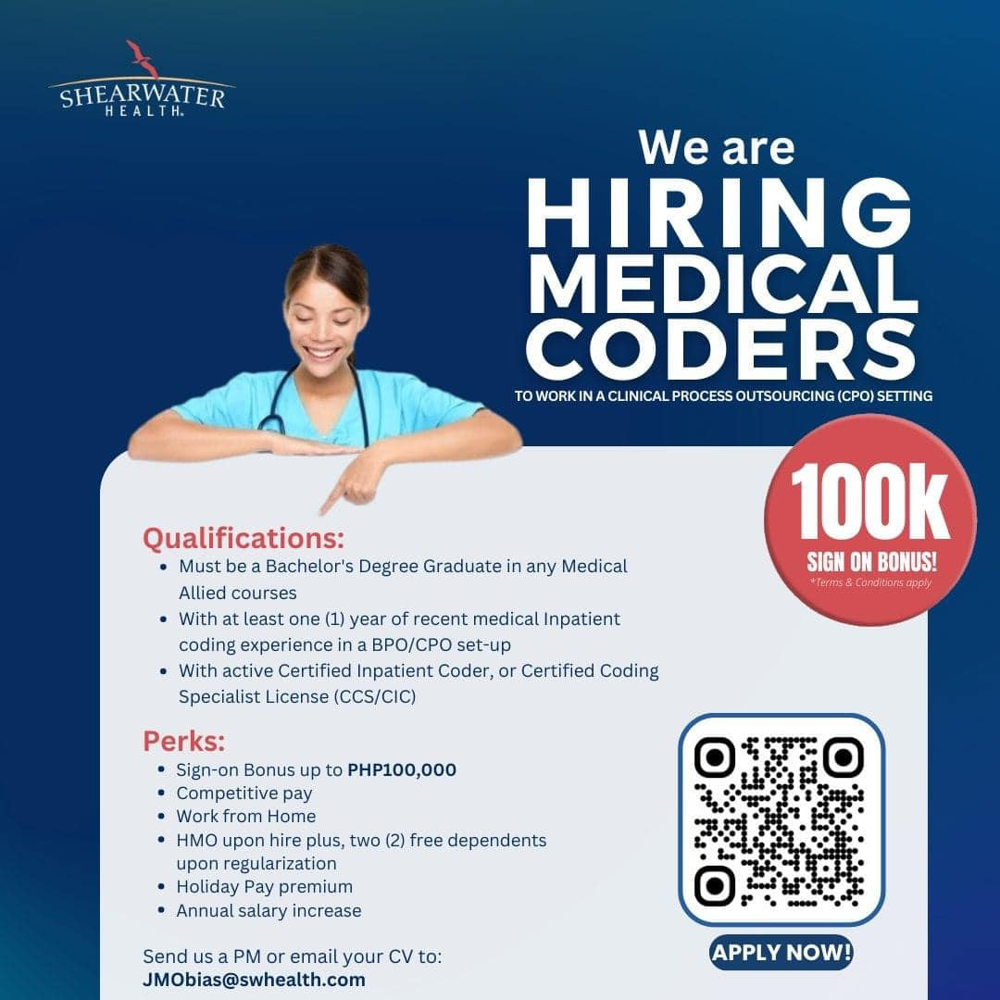 SHEARWATER
HEALTH®
We are
HIRING
MEDICAL
CODERS
TO WORK IN A CLINICAL PROCESS OUTSOURCING (CPO) SETTING
100k
SIGN ON BONUS!
*Terms & Conditions apply
Qualifications:
• Must be a Bachelor's Degree Graduate in any Medical
Allied courses
• With at least one (1) year of recent medical Inpatient
coding experience in a BPO/CPO set-up
• With active Certified Inpatient Coder, or Certified Coding
Specialist License (CCS/CIC)
Perks:
• Sign-on Bonus up to PHP100,000
• Competitive pay
• Work from Home
• HMO upon hire plus, two (2) free dependents
upon regularization
• Holiday Pay premium
• Annual salary increase
Send us a PM or email your CV to:
JMObias@swhealth.com
APPLY NOW!